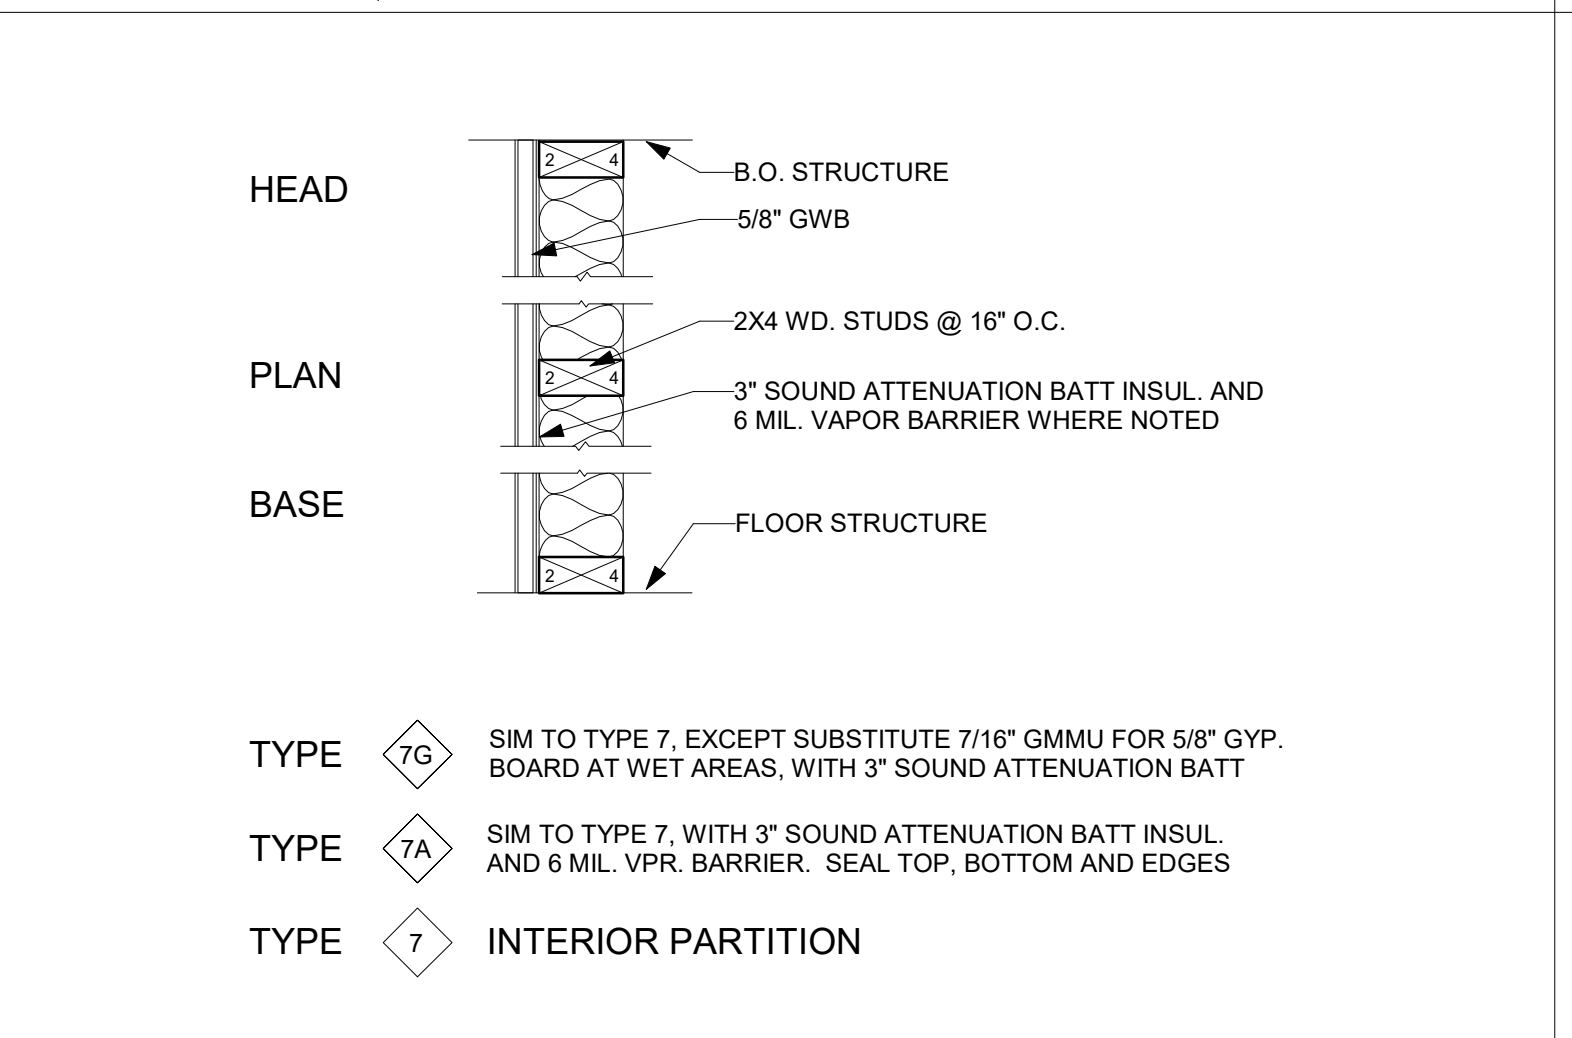 HEAD
2 4
B.O. STRUCTURE
5/8" GWB
PLAN
2X4 WD. STUDS @ 16" O.C.
2 4
3" SOUND ATTENUATION BATT INSUL. AND
6 MIL. VAPOR BARRIER WHERE NOTED
BASE
FLOOR STRUCTURE
2 4
TYPE 7G SIM TO TYPE 7, EXCEPT SUBSTITUTE 7/16" GMMU FOR 5/8" GYP.
BOARD AT WET AREAS, WITH 3" SOUND ATTENUATION BATT
TYPE 7A SIM TO TYPE 7, WITH 3" SOUND ATTENUATION BATT INSUL.
AND 6 MIL. VPR. BARRIER. SEAL TOP, BOTTOM AND EDGES
TYPE 7 INTERIOR PARTITION